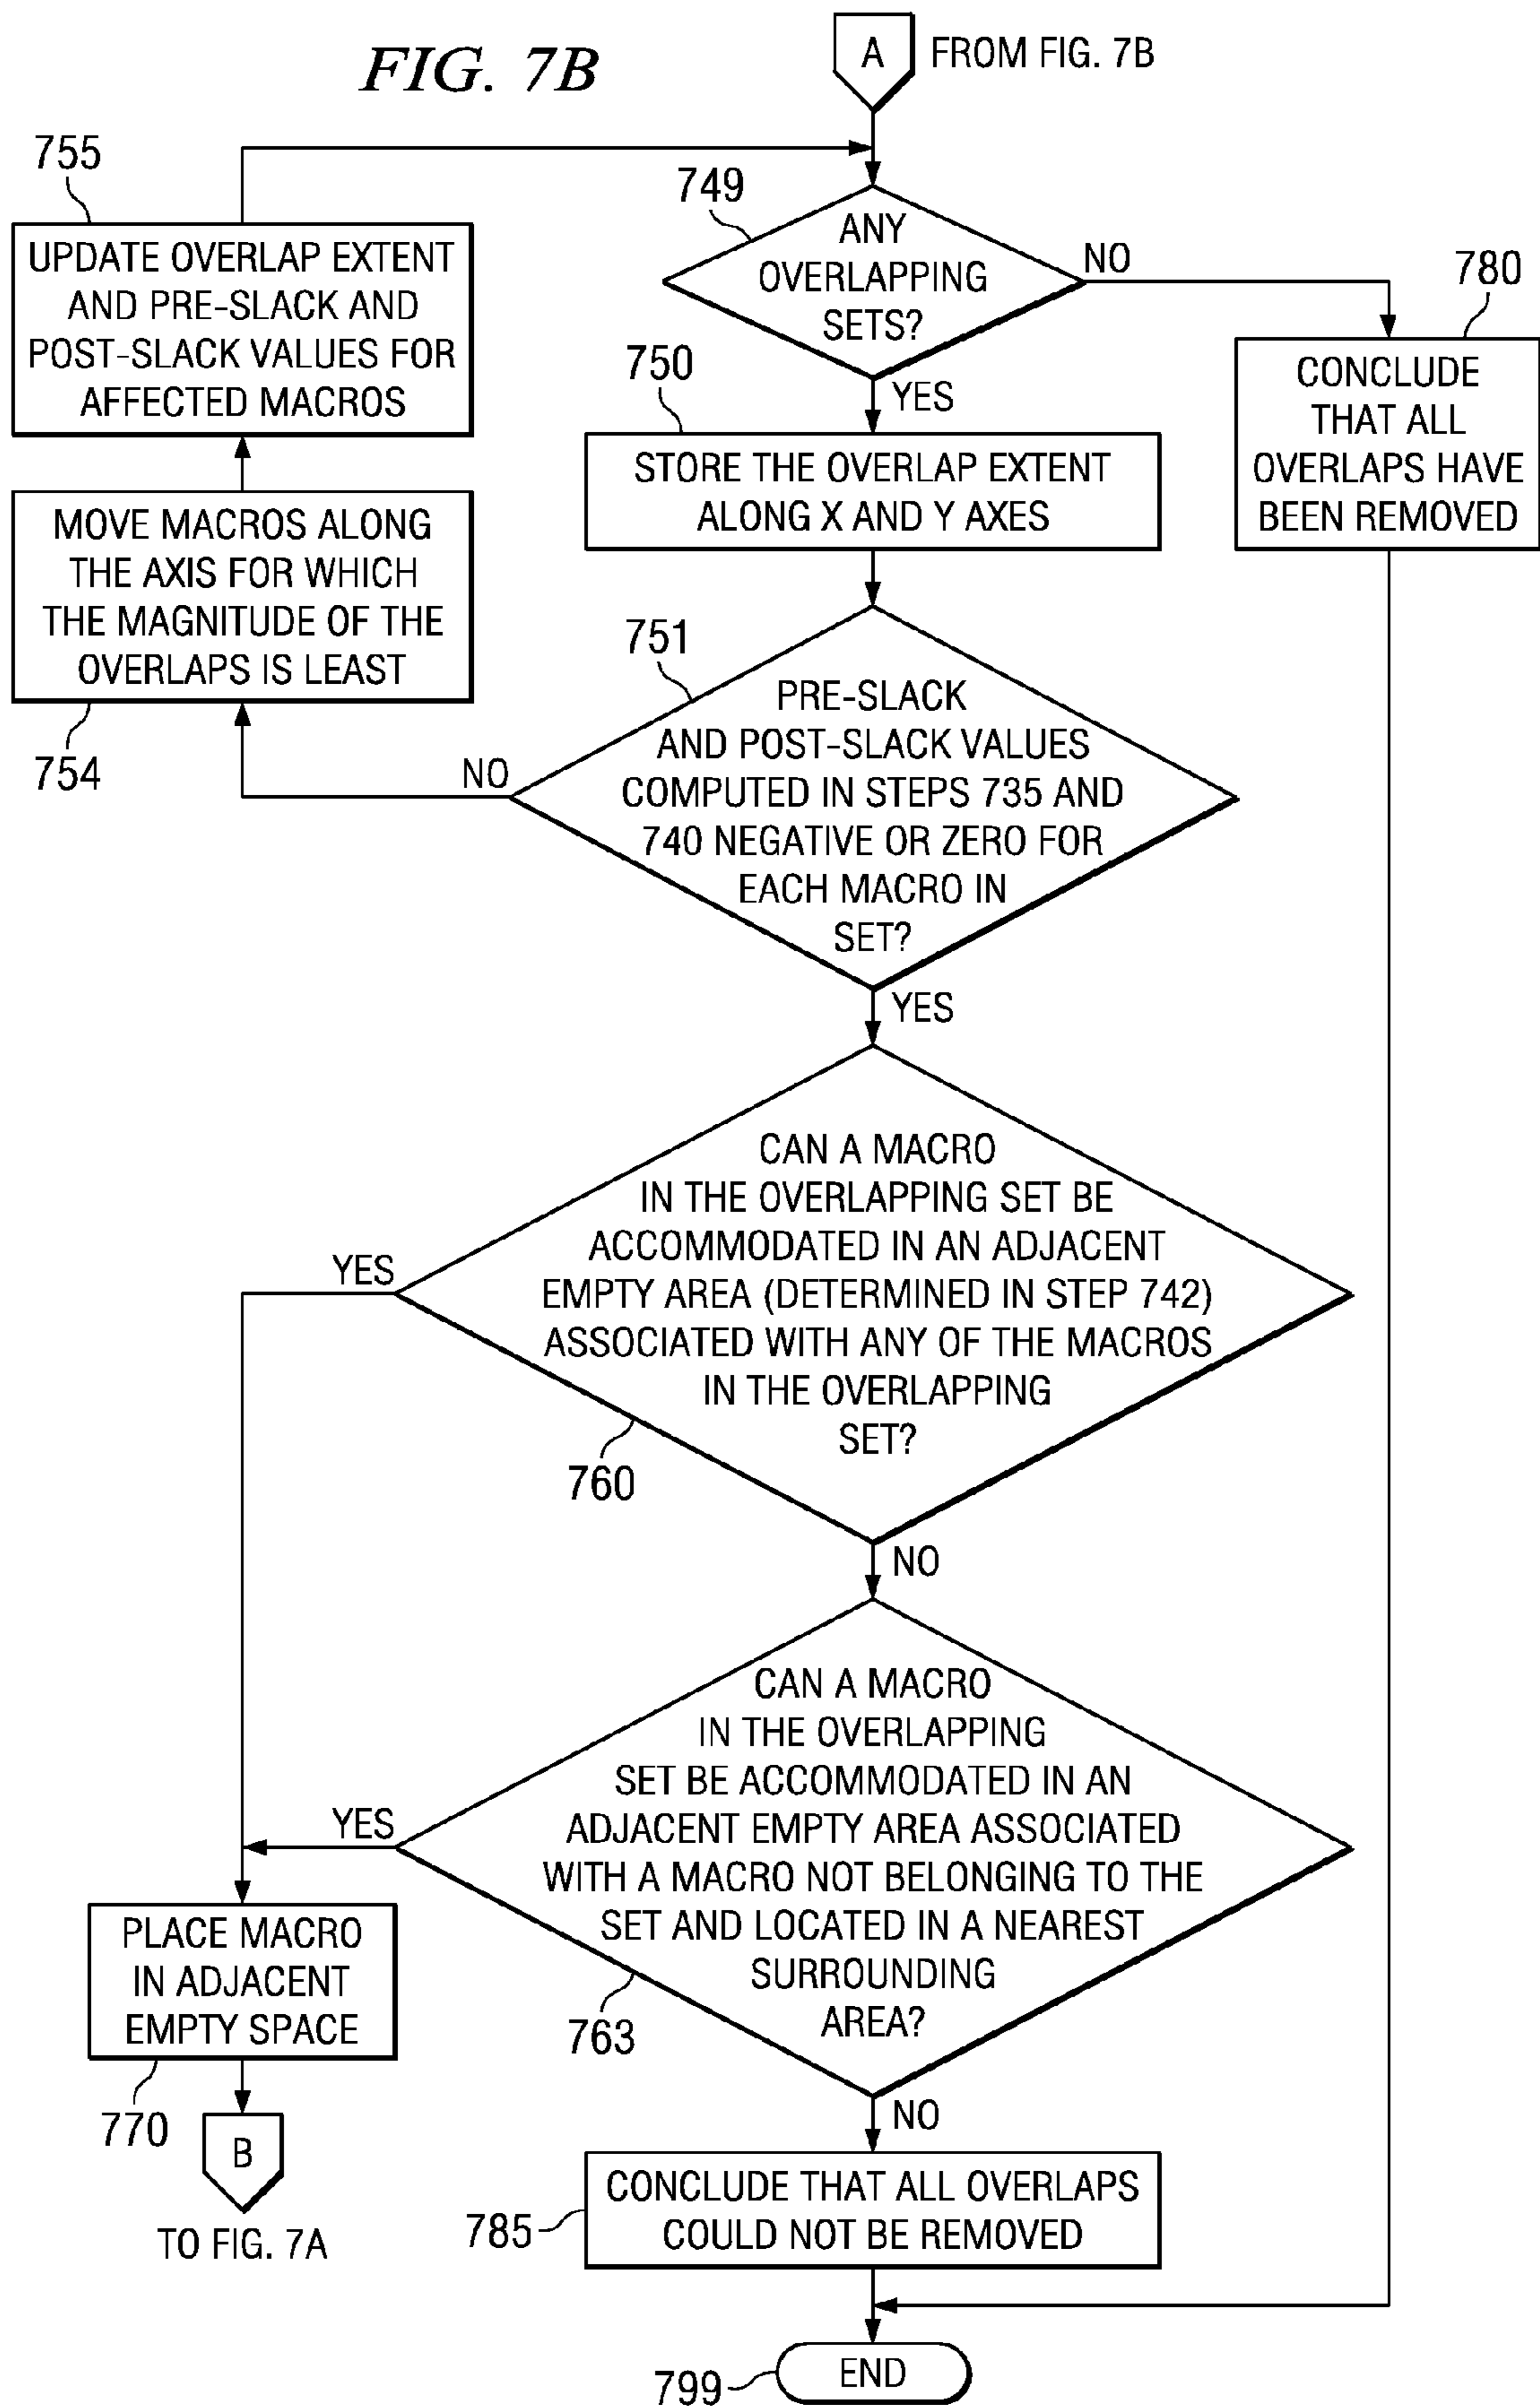 FIG. 7B
A
FROM FIG. 7B
755
UPDATE OVERLAP EXTENT
AND PRE-SLACK AND
POST-SLACK VALUES FOR
AFFECTED MACROS
749
ANY
OVERLAPPING
SETS?
NO
780
CONCLUDE
THAT ALL
OVERLAPS HAVE
BEEN REMOVED
YES
750
STORE THE OVERLAP EXTENT
ALONG X AND Y AXES
MOVE MACROS ALONG
THE AXIS FOR WHICH
THE MAGNITUDE OF THE
OVERLAPS IS LEAST
754
751
PRE-SLACK
AND POST-SLACK VALUES
COMPUTED IN STEPS 735 AND
740 NEGATIVE OR ZERO FOR
EACH MACRO IN
SET?
NO
YES
CAN A MACRO
IN THE OVERLAPPING SET BE
ACCOMMODATED IN AN ADJACENT
EMPTY AREA (DETERMINED IN STEP 742)
ASSOCIATED WITH ANY OF THE MACROS
IN THE OVERLAPPING
SET?
YES
760
NO
CAN A MACRO
IN THE OVERLAPPING
SET BE ACCOMMODATED IN AN
ADJACENT EMPTY AREA ASSOCIATED
WITH A MACRO NOT BELONGING TO THE
SET AND LOCATED IN A NEAREST
SURROUNDING
AREA?
YES
763
PLACE MACRO
IN ADJACENT
EMPTY SPACE
770
B
TO FIG. 7A
NO
785
CONCLUDE THAT ALL OVERLAPS
COULD NOT BE REMOVED
799
END